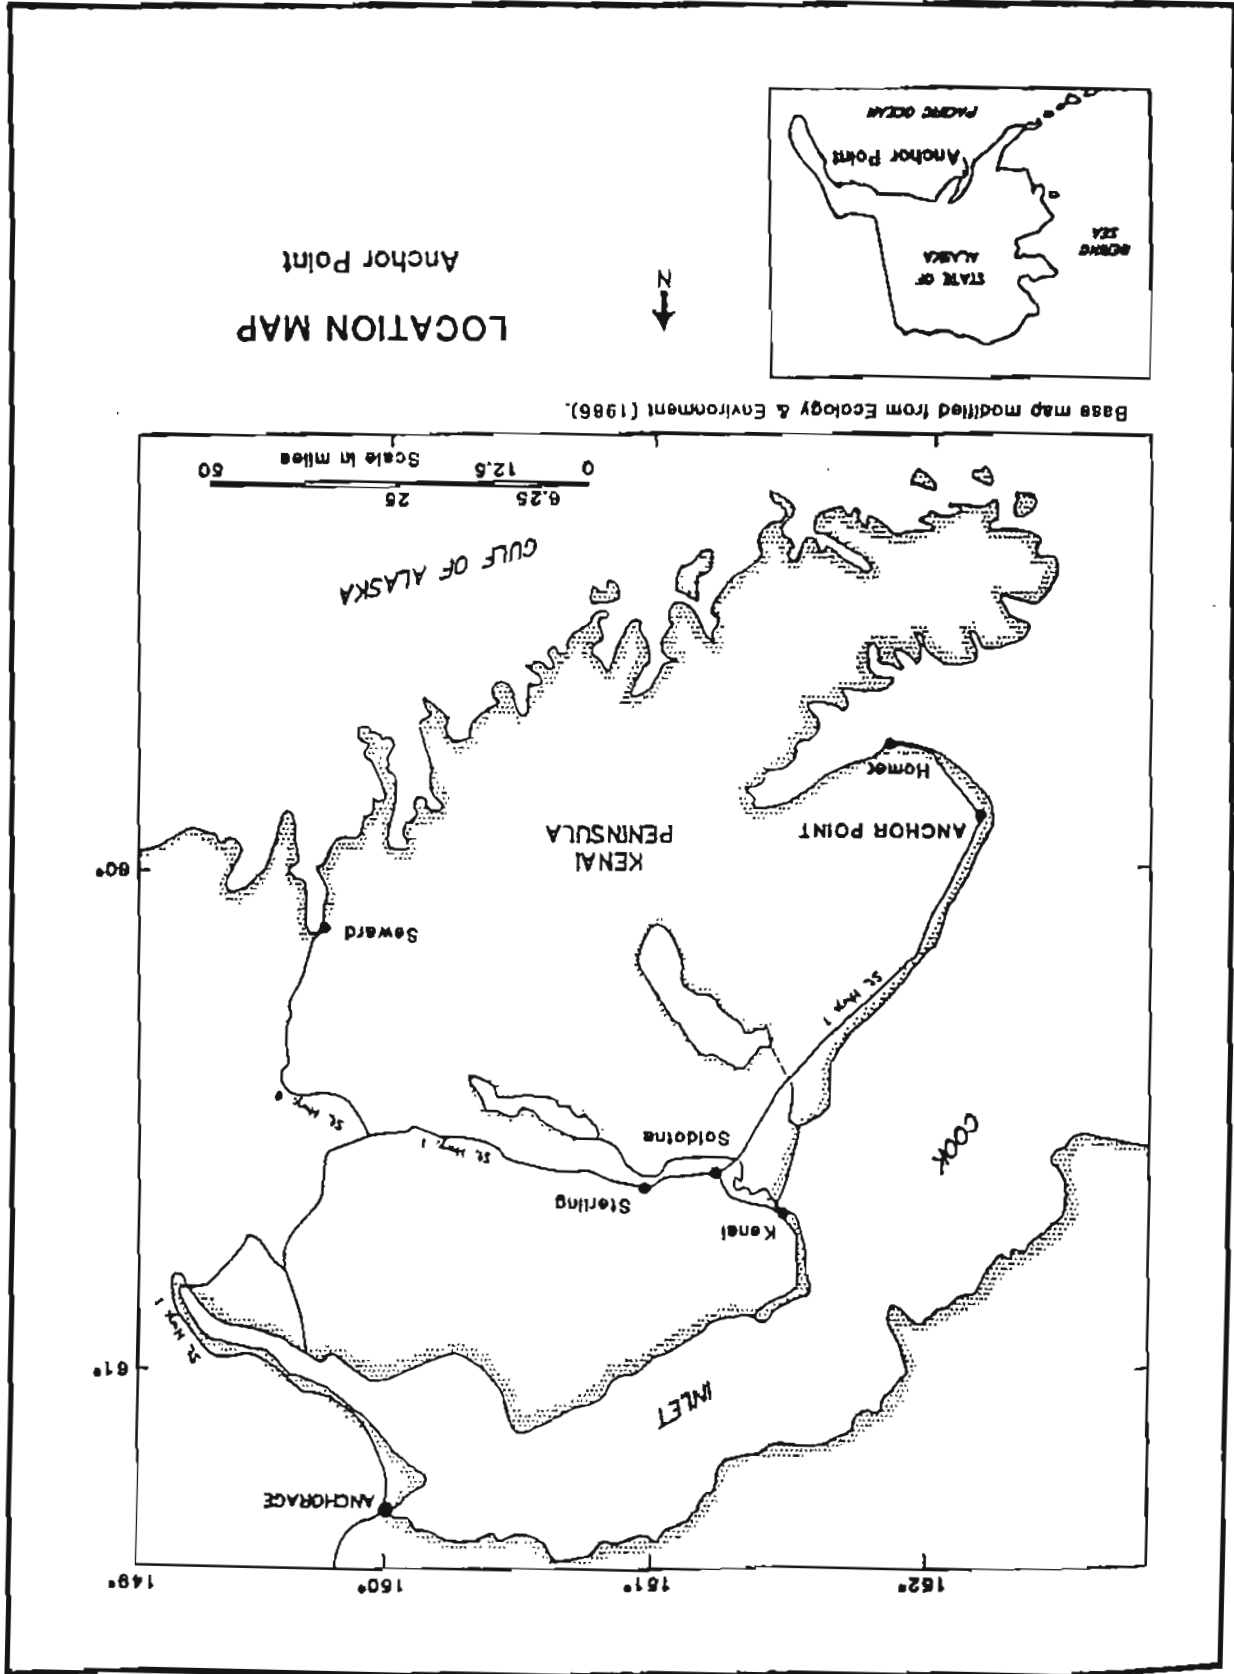 152° 151° 150° 149°
ANCHORAGE
INLET
61°
St. Hwy 1
Kenai
Sterling
St. Hwy. 1
Soldotna
COOK
St. Hwy.
St. Hwy 1
Seward
60°
KENAI
PENINSULA
ANCHOR POINT
Homer
GULF OF ALASKA
6.25 25
0 12.5 50
Scale in miles
Base map modified from Ecology & Environment (1986).
LOCATION MAP
Anchor Point
N
STATE OF
ALASKA
BERING
SEA
Anchor Point
PACIFIC OCEAN